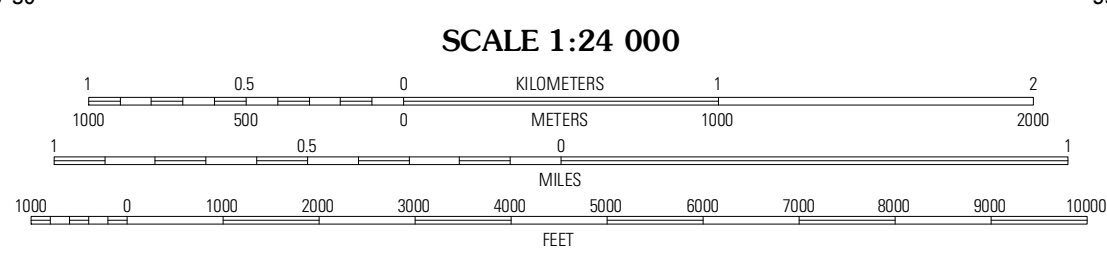 SCALE 1:24 000
1 0.5 0 KILOMETERS 1 2
1000 500 0 METERS 1000 2000
1 0.5 0 1
MILES
1000 0 1000 2000 3000 4000 5000 6000 7000 8000 9000 10000
FEET